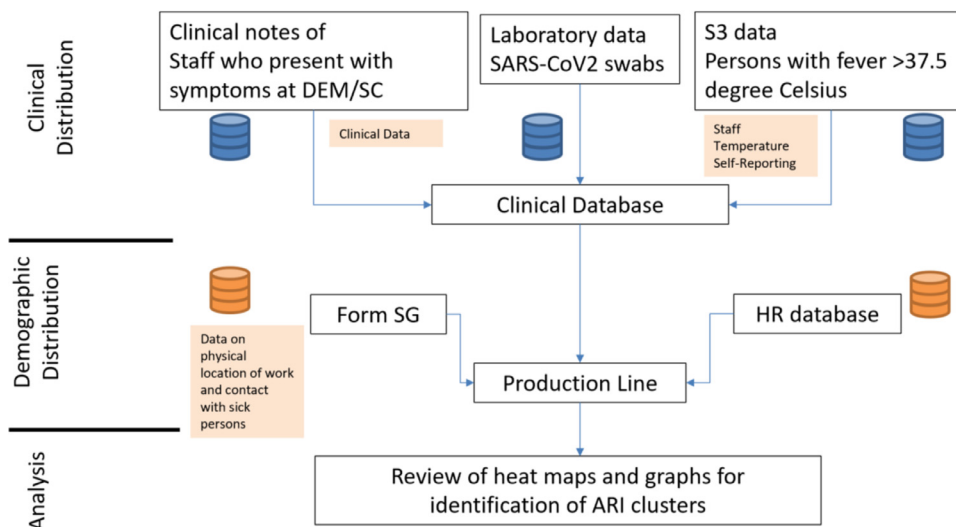 Clinical
Distribution
Clinical notes of
Staff who present with
symptoms at DEM/SC
Laboratory data
SARS-CoV2 swabs
S3 data
Persons with fever >37.5
degree Celsius
Clinical Data
Staff
Temperature
Self-Reporting
Clinical Database
Demographic
Distribution
Form SG
HR database
Data on
physical
location of work
and contact
with sick
persons
Production Line
Analysis
Review of heat maps and graphs for
identification of ARI clusters